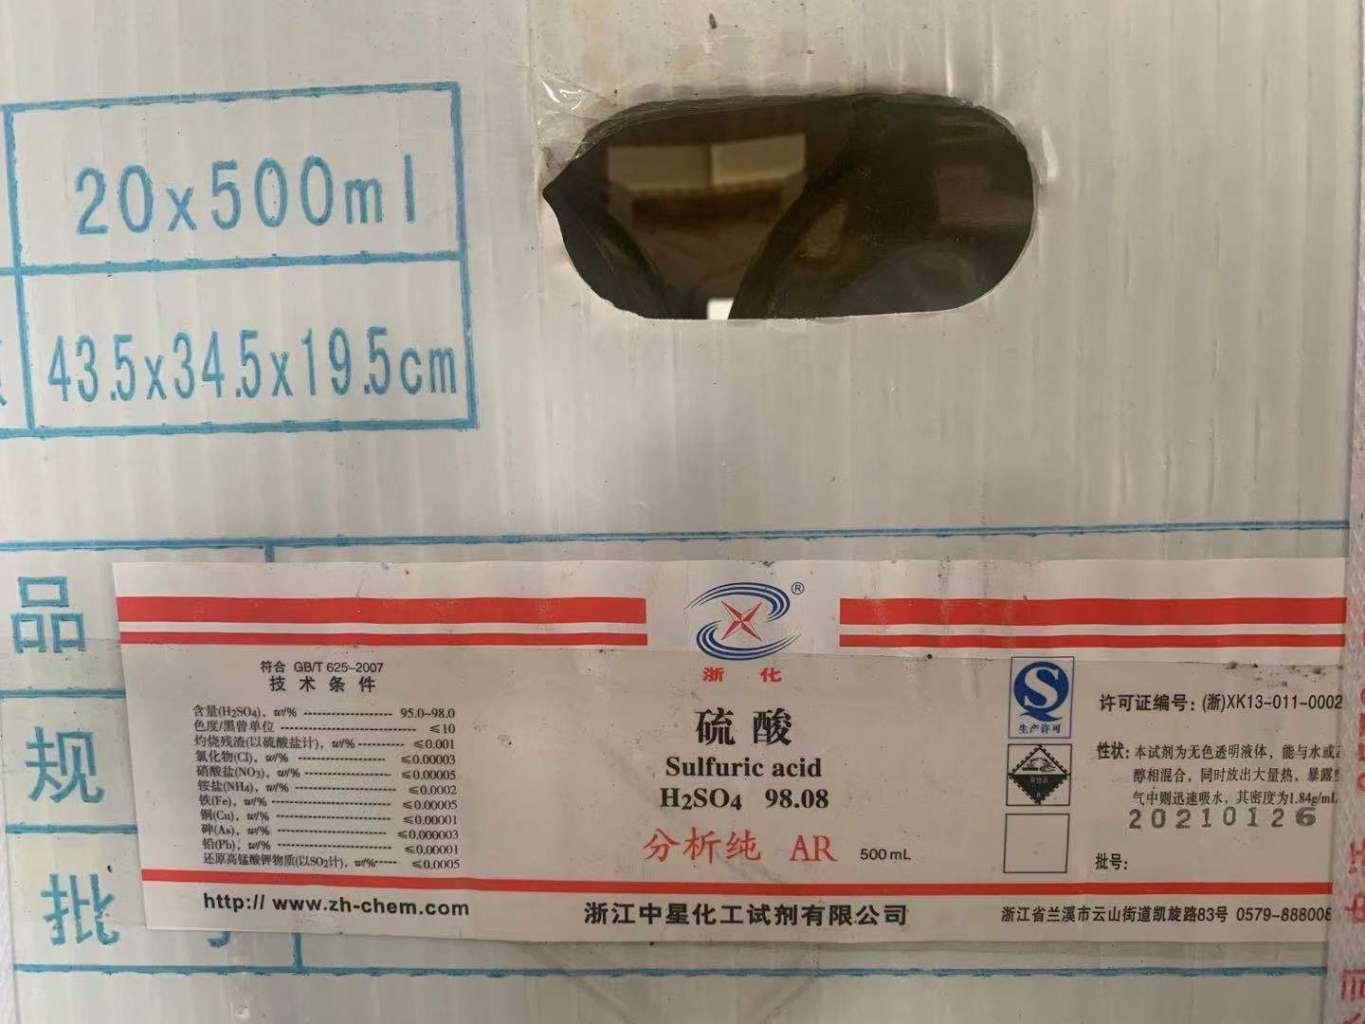 20x500ml
43.5x34.5x19.5cm
品
规
批
®
浙化
符合 GB/T 625-2007
技术条件
含量(H₂SO₄), w/% 95.0~98.0
色度/黑曾单位 ≤10
灼烧残渣(以硫酸盐计), w/% ≤0.001
氯化物(Cl), w/% ≤0.00003
硝酸盐(NO₃), w/% ≤0.00005
铵盐(NH₄), w/% ≤0.0002
铁(Fe), w/% ≤0.00005
铜(Cu), w/% ≤0.00001
砷(As), w/% ≤0.000003
铅(Pb), w/% ≤0.00001
还原高锰酸钾物质(以SO₂计), w/% ≤0.0005
http:// www.zh-chem.com
硫酸
Sulfuric acid
H₂SO₄ 98.08
分析纯 AR 500mL
浙江中星化工试剂有限公司
生产许可
许可证编号: (浙)XK13-011-0002
性状: 本试剂为无色透明液体, 能与水或
醇相混合, 同时放出大量热, 暴露
气中则迅速吸水, 其密度为1.84g/mL
20210126
批号:
浙江省兰溪市云山街道凯旋路83号 0579-888008